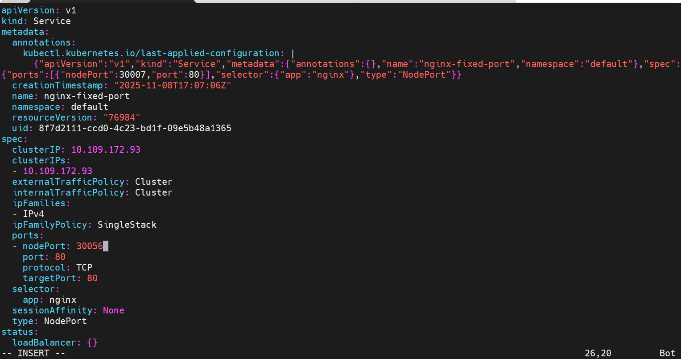 apiVersion: v1
kind: Service
metadata:
  annotations:
    kubectl.kubernetes.io/last-applied-configuration: |
      {"apiVersion":"v1","kind":"Service","metadata":{"annotations":{},"name":"nginx-fixed-port","namespace":"default"},"spec":
{"ports":[{"nodePort":30007,"port":80}],"selector":{"app":"nginx"},"type":"NodePort"}}
  creationTimestamp: "2025-11-08T17:07:06Z"
  name: nginx-fixed-port
  namespace: default
  resourceVersion: "76984"
  uid: 8f7d2111-ccd0-4c23-bd1f-09e5b48a1365
spec:
  clusterIP: 10.109.172.93
  clusterIPs:
  - 10.109.172.93
  externalTrafficPolicy: Cluster
  internalTrafficPolicy: Cluster
  ipFamilies:
  - IPv4
  ipFamilyPolicy: SingleStack
  ports:
  - nodePort: 30056
    port: 80
    protocol: TCP
    targetPort: 80
  selector:
    app: nginx
  sessionAffinity: None
  type: NodePort
status:
  loadBalancer: {}
-- INSERT -- 26,20 Bot